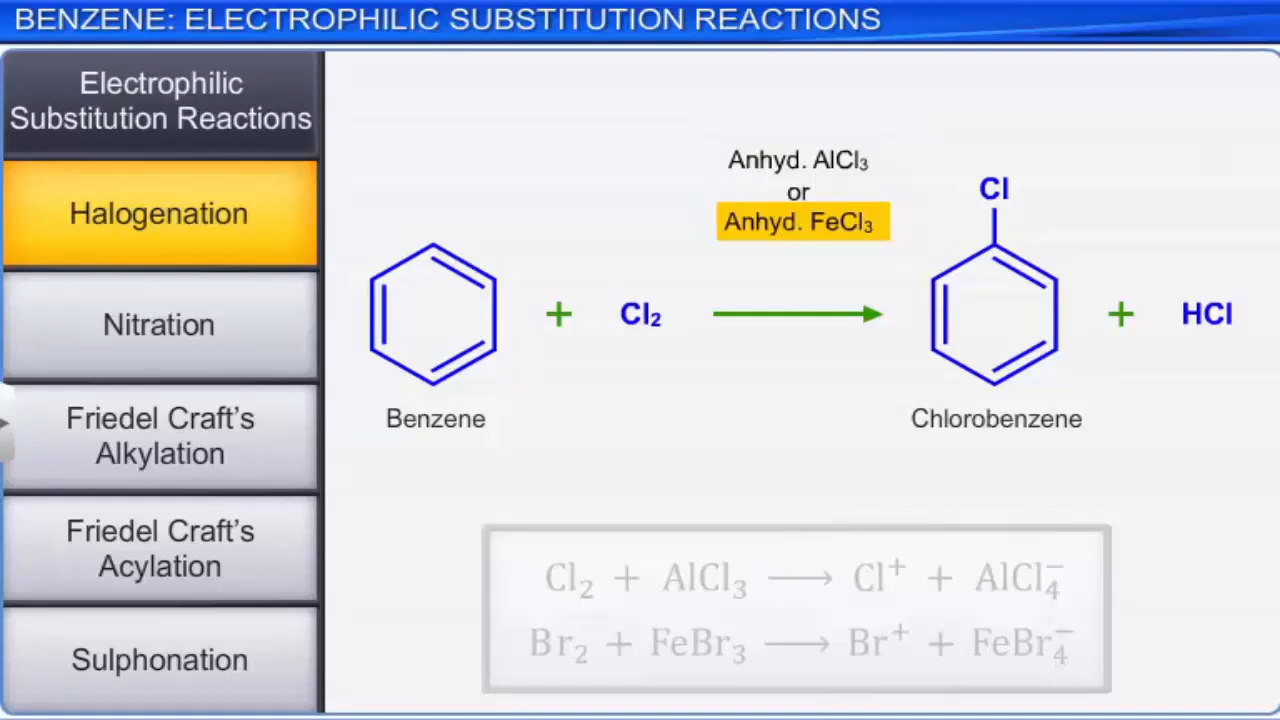 BENZENE: ELECTROPHILIC SUBSTITUTION REACTIONS
Electrophilic
Substitution Reactions
Halogenation
Nitration
Friedel Craft’s
Alkylation
Friedel Craft’s
Acylation
Sulphonation
Anhyd. AlCl₃
or
Anhyd. FeCl₃
Cl
+ Cl₂ + HCl
Benzene
Chlorobenzene
Cl₂ + AlCl₃ ⟶ Cl⁺ + AlCl₄⁻
Br₂ + FeBr₃ ⟶ Br⁺ + FeBr₄⁻